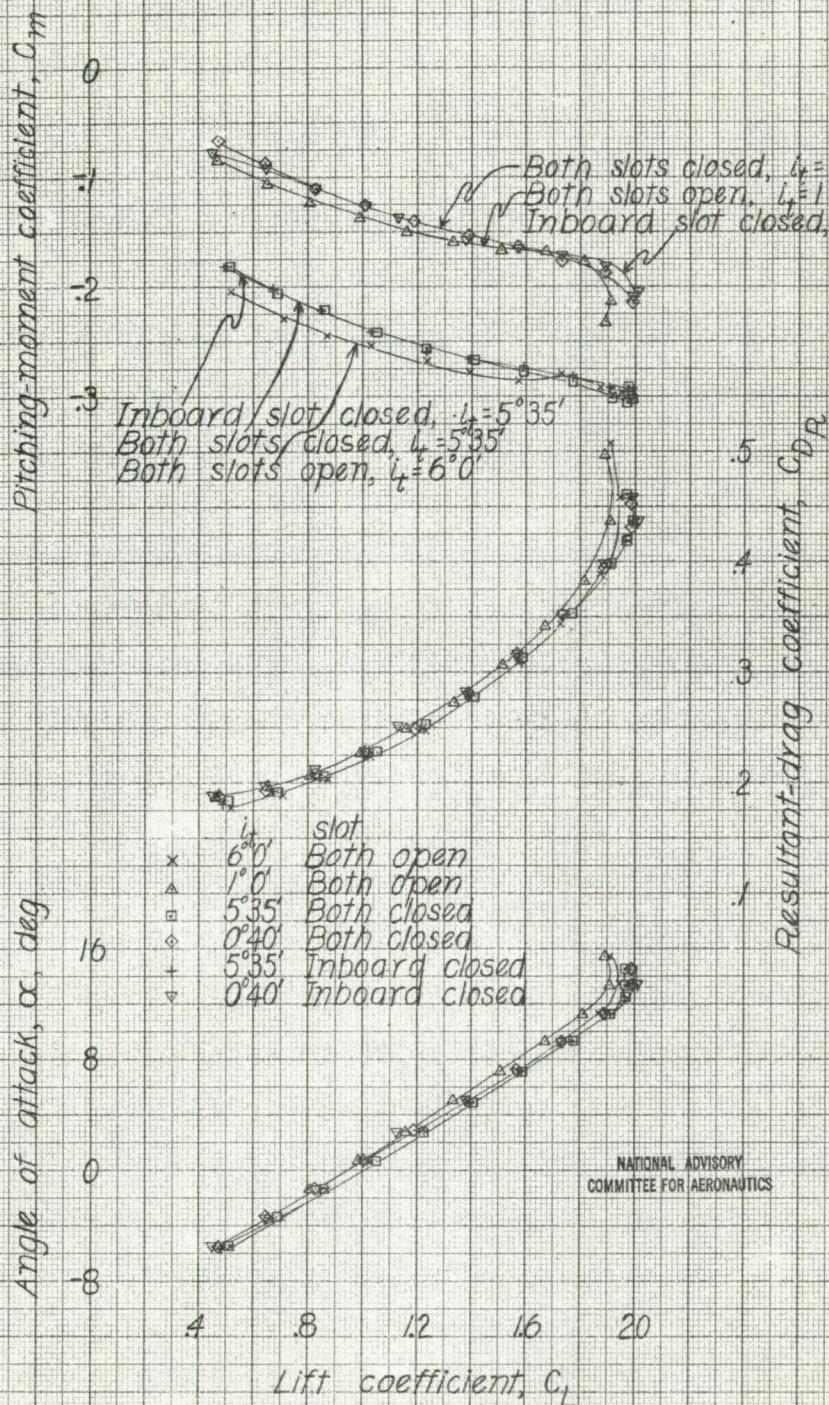 Pitching-moment coefficient, Cm
0
-.1
-.2
-.3
Both slots closed, it=
Both slots open, it=1
Inboard slot closed,
Inboard slot closed, it=5°35'
Both slots closed, it=5°35'
Both slots open, it=6°0'
Resultant-drag coefficient, CDR
.5
.4
.3
.2
.1
it slot
× 6°0' Both open
△ 1°0' Both open
□ 5°35' Both closed
◇ 0°40' Both closed
+ 5°35' Inboard closed
▽ 0°40' Inboard closed
Angle of attack, α, deg
16
8
0
-8
NATIONAL ADVISORY
COMMITTEE FOR AERONAUTICS
.4 .8 1.2 1.6 2.0
Lift coefficient, CL